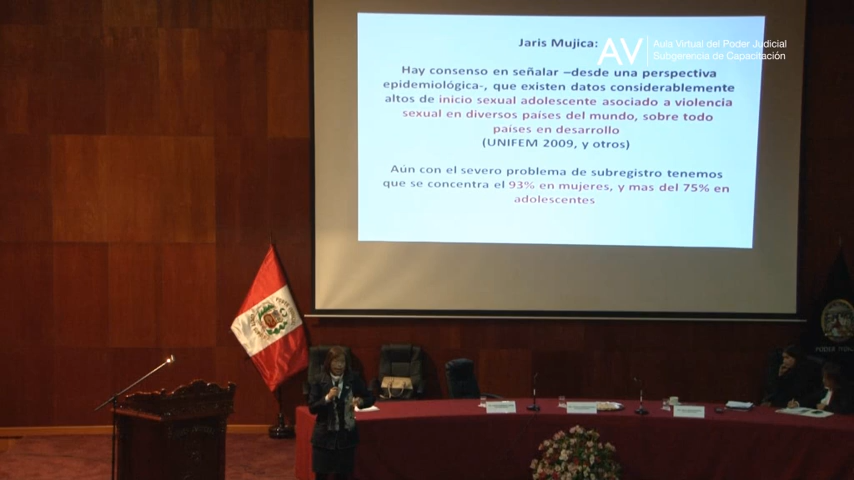 Jaris Mujica:
AV
Aula Virtual del Poder Judicial
Subgerencia de Capacitación
Hay consenso en señalar –desde una perspectiva
epidemiológica-, que existen datos considerablemente
altos de inicio sexual adolescente asociado a violencia
sexual en diversos países del mundo, sobre todo
países en desarrollo
(UNIFEM 2009, y otros)
Aún con el severo problema de subregistro tenemos
que se concentra el 93% en mujeres, y mas del 75% en
adolescentes